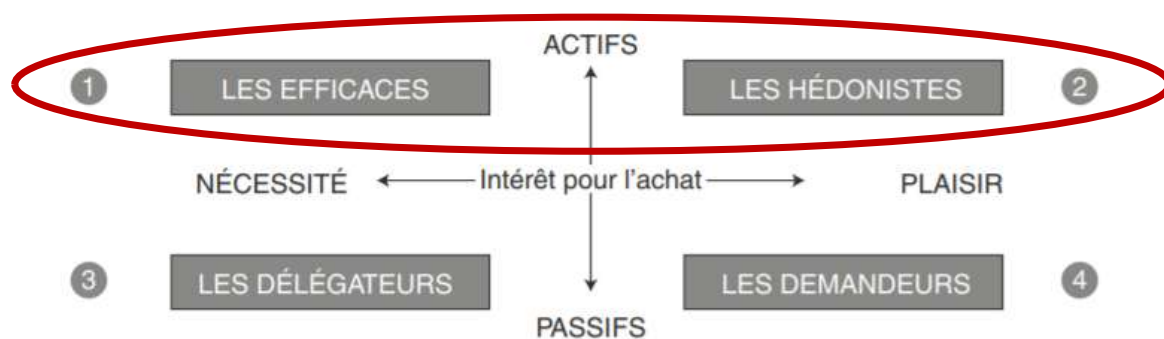 ACTIFS
1 LES EFFICACES LES HÉDONISTES 2
NÉCESSITÉ Intérêt pour l'achat PLAISIR
3 LES DÉLÉGATEURS LES DEMANDEURS 4
PASSIFS